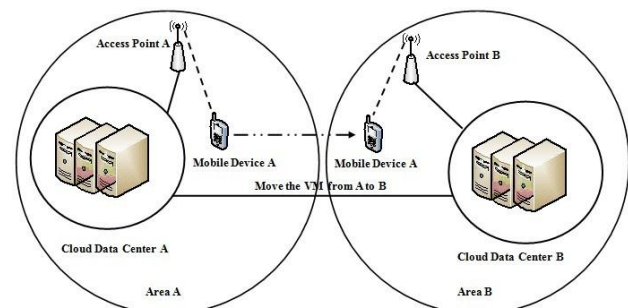 Access Point A
Access Point B
Mobile Device A
Mobile Device A
Move the VM from A to B
Cloud Data Center A
Cloud Data Center B
Area A
Area B